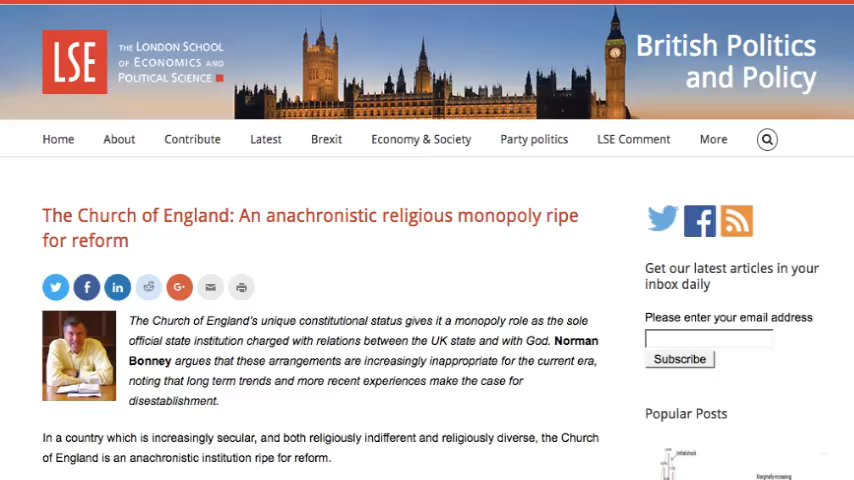 LSE
THE LONDON SCHOOL
OF ECONOMICS AND
POLITICAL SCIENCE
British Politics
and Policy
Home About Contribute Latest Brexit Economy & Society Party politics LSE Comment More
The Church of England: An anachronistic religious monopoly ripe
for reform
The Church of England's unique constitutional status gives it a monopoly role as the sole
official state institution charged with relations between the UK state and with God. Norman
Bonney argues that these arrangements are increasingly inappropriate for the current era,
noting that long term trends and more recent experiences make the case for
disestablishment.
In a country which is increasingly secular, and both religiously indifferent and religiously diverse, the Church
of England is an anachronistic institution ripe for reform.
Get our latest articles in your
inbox daily
Please enter your email address
Subscribe
Popular Posts
Initial shock
Marginally increasing